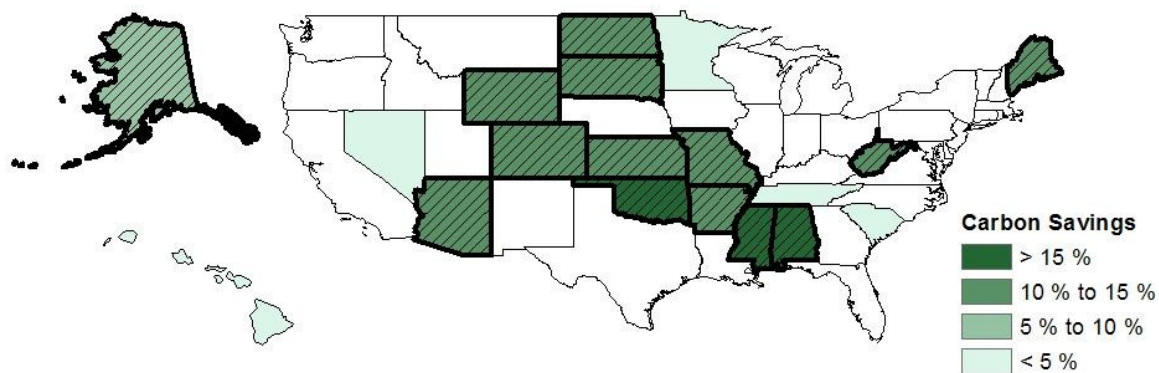 Carbon Savings
> 15 %
10 % to 15 %
5 % to 10 %
< 5 %